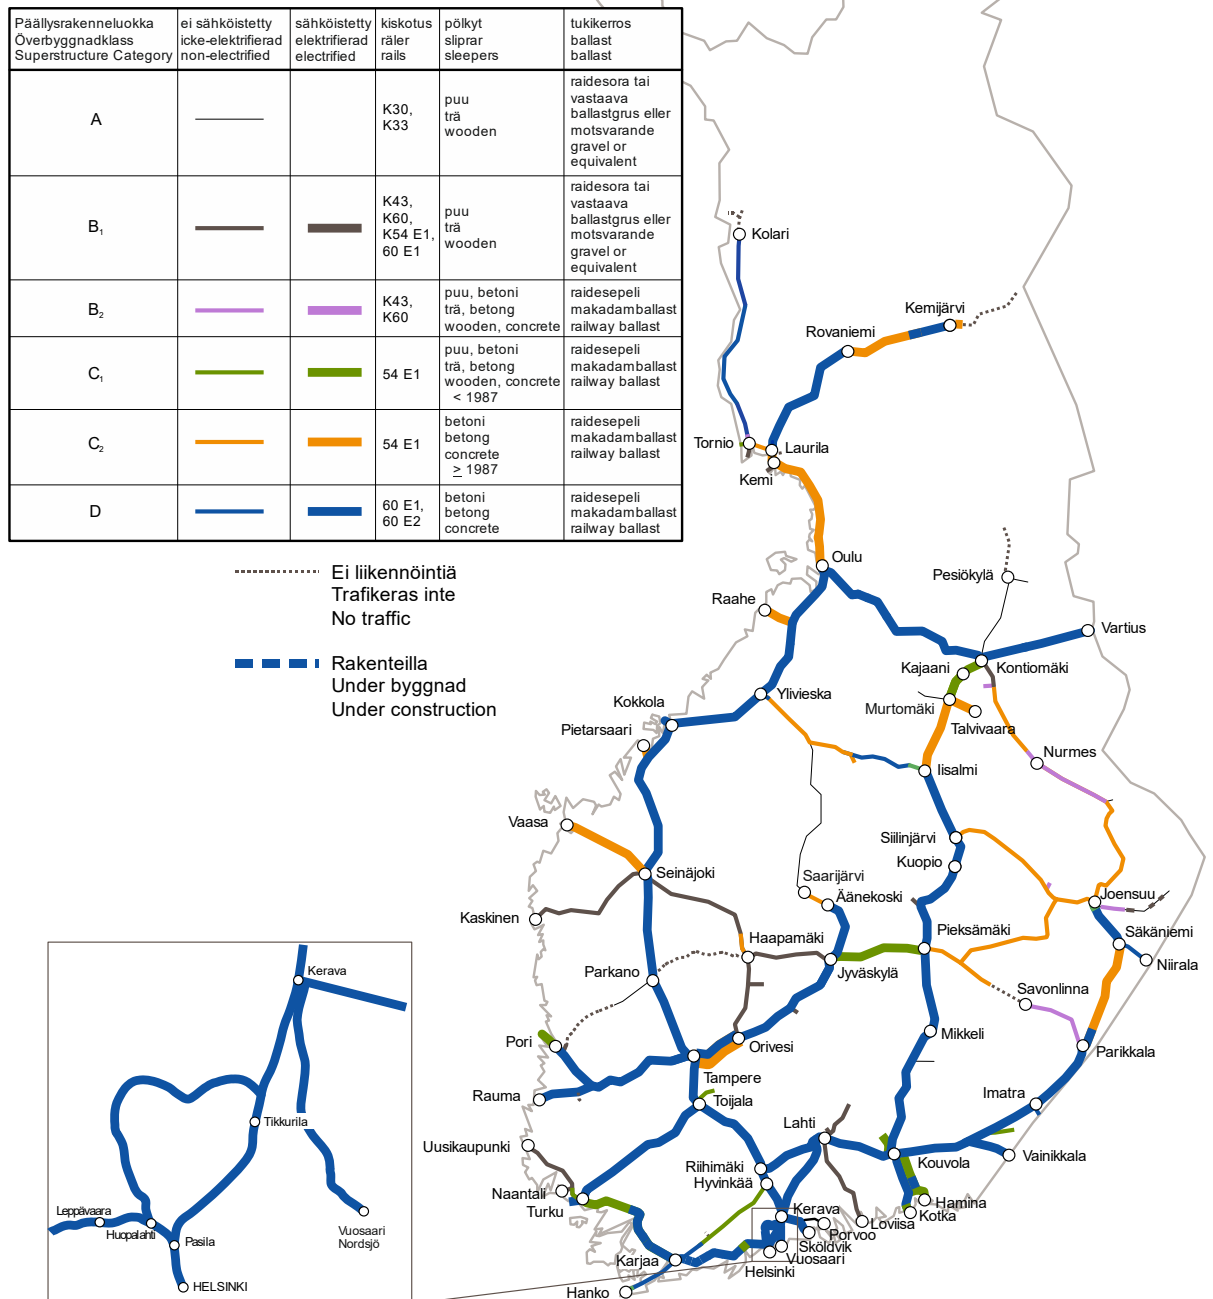 Päällysrakenneluokka
Överbyggnadklass
Superstructure Category
ei sähköistetty
icke-elektrifierad
non-electrified
sähköistetty
elektrifierad
electrified
kiskotus
räler
rails
pölkyt
sliprar
sleepers
tukikerros
ballast
ballast
A
K30,
K33
puu
trä
wooden
raidesora tai
vastaava
ballastgrus eller
motsvarande
gravel or
equivalent
B1
K43,
K60,
K54 E1,
60 E1
puu
trä
wooden
raidesora tai
vastaava
ballastgrus eller
motsvarande
gravel or
equivalent
B2
K43,
K60
puu, betoni
trä, betong
wooden, concrete
raidesepeli
makadamballast
railway ballast
C1
54 E1
puu, betoni
trä, betong
wooden, concrete
< 1987
raidesepeli
makadamballast
railway ballast
C2
54 E1
betoni
betong
concrete
≥ 1987
raidesepeli
makadamballast
railway ballast
D
60 E1,
60 E2
betoni
betong
concrete
raidesepeli
makadamballast
railway ballast
Ei liikennöintiä
Trafikeras inte
No traffic
Rakenteilla
Under byggnad
Under construction
Kolari
Kemijärvi
Rovaniemi
Tornio
Laurila
Kemi
Oulu
Pesiökylä
Raahe
Vartius
Kajaani
Kontiomäki
Ylivieska
Kokkola
Murtomäki
Talvivaara
Pietarsaari
Nurmes
Iisalmi
Vaasa
Siilinjärvi
Kuopio
Seinäjoki
Saarijärvi
Äänekoski
Joensuu
Kaskinen
Säkäniemi
Haapamäki
Pieksämäki
Niirala
Parkano
Jyväskylä
Savonlinna
Mikkeli
Pori
Orivesi
Parikkala
Tampere
Rauma
Toijala
Imatra
Lahti
Uusikaupunki
Kouvola
Vainikkala
Riihimäki
Hyvinkää
Naantali
Turku
Hamina
Kotka
Kerava
Loviisa
Porvoo
Sköldvik
Vuosaari
Helsinki
Karjaa
Hanko
Kerava
Tikkurila
Leppävaara
Huopalahti
Pasila
Vuosaari
Nordsjö
HELSINKI